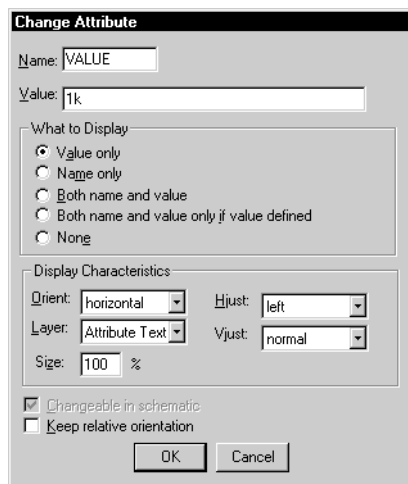 Change Attribute
Name: VALUE
Value: 1k
What to Display
Value only
Name only
Both name and value
Both name and value only if value defined
None
Display Characteristics
Orient: horizontal Hjust: left
Layer: Attribute Text Vjust: normal
Size: 100 %
Changeable in schematic
Keep relative orientation
OK Cancel